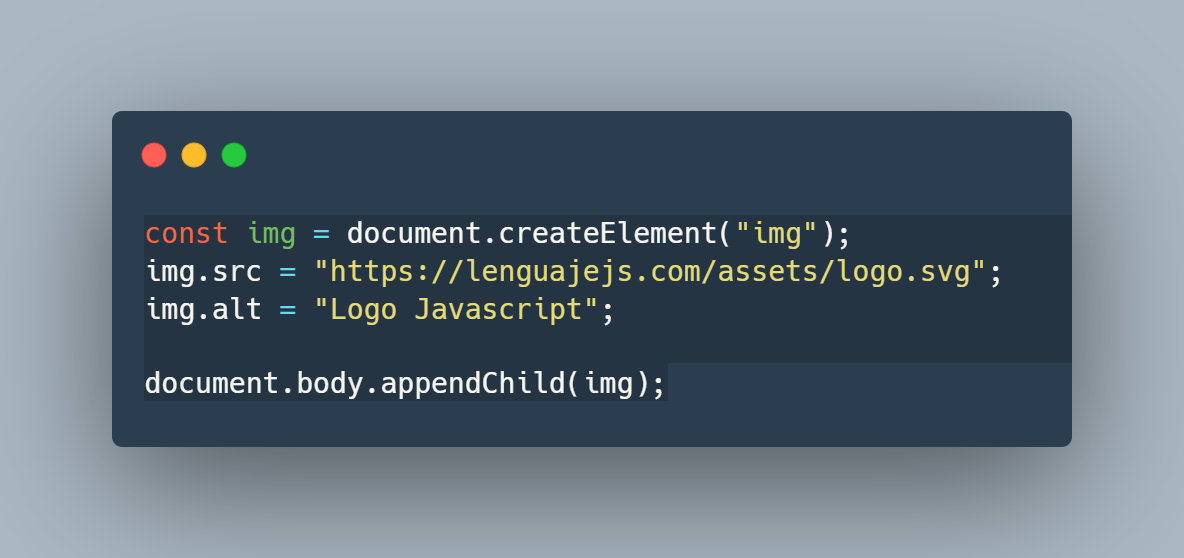 const img = document.createElement("img");
img.src = "https://lenguajejs.com/assets/logo.svg";
img.alt = "Logo Javascript";
document.body.appendChild(img);